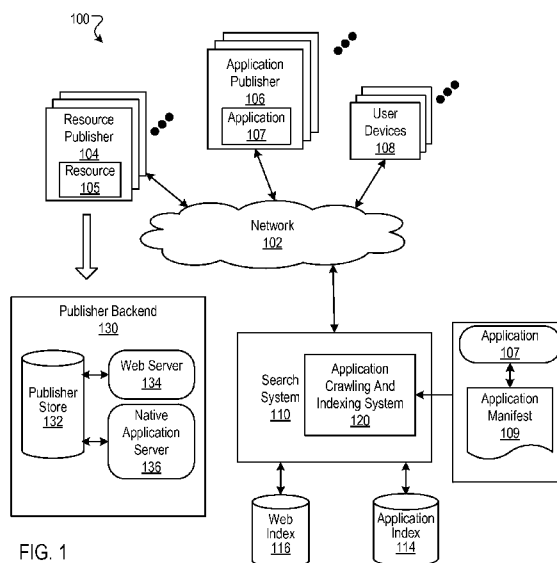 100
Application
Publisher
106
Application
107
Resource
Publisher
104
Resource
105
User
Devices
108
Network
102
Publisher Backend
130
Publisher
Store
132
Web Server
134
Native
Application
Server
136
Search
System
110
Application
Crawling And
Indexing System
120
Application
107
Application
Manifest
109
Web
Index
116
Application
Index
114
FIG. 1